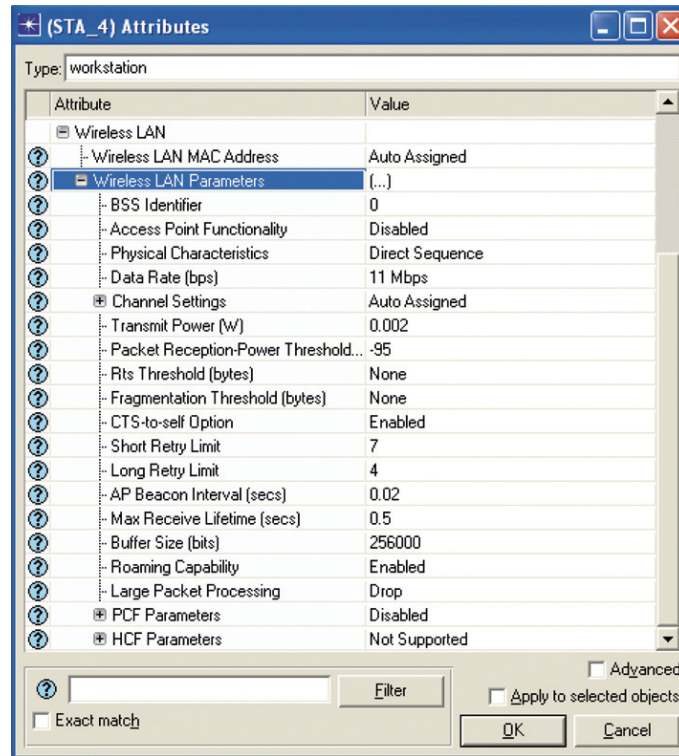 (STA_4) Attributes
Type: workstation
Attribute Value
Wireless LAN
Wireless LAN MAC Address Auto Assigned
Wireless LAN Parameters (...)
BSS Identifier 0
Access Point Functionality Disabled
Physical Characteristics Direct Sequence
Data Rate (bps) 11 Mbps
Channel Settings Auto Assigned
Transmit Power (W) 0.002
Packet Reception-Power Threshold... -95
Rts Threshold (bytes) None
Fragmentation Threshold (bytes) None
CTS-to-self Option Enabled
Short Retry Limit 7
Long Retry Limit 4
AP Beacon Interval (secs) 0.02
Max Receive Lifetime (secs) 0.5
Buffer Size (bits) 256000
Roaming Capability Enabled
Large Packet Processing Drop
PCF Parameters Disabled
HCF Parameters Not Supported
Advanced
Filter
Apply to selected objects
Exact match
OK Cancel